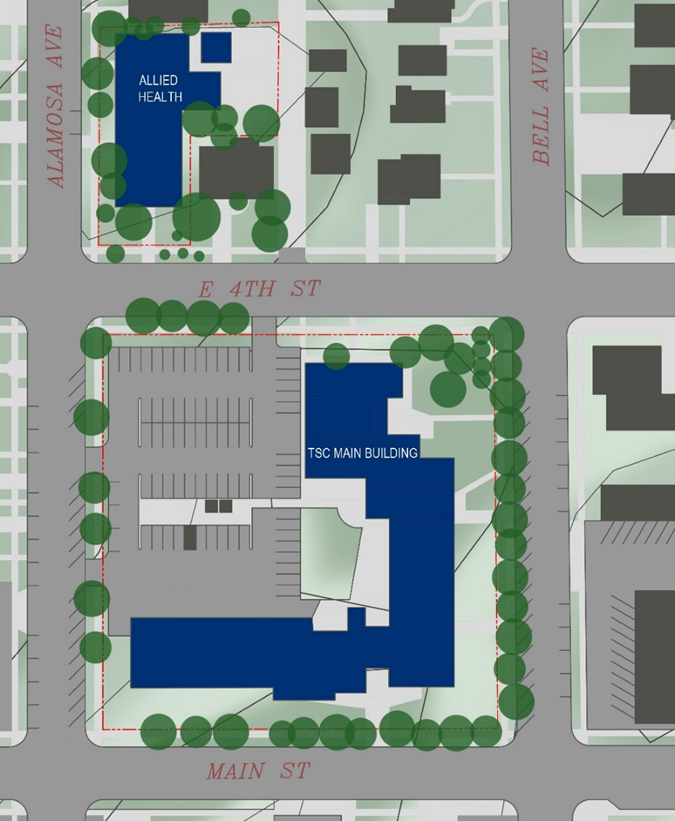 ALAMOSA AVE
ALLIED
HEALTH
BELL AVE
E 4TH ST
TSC MAIN BUILDING
MAIN ST